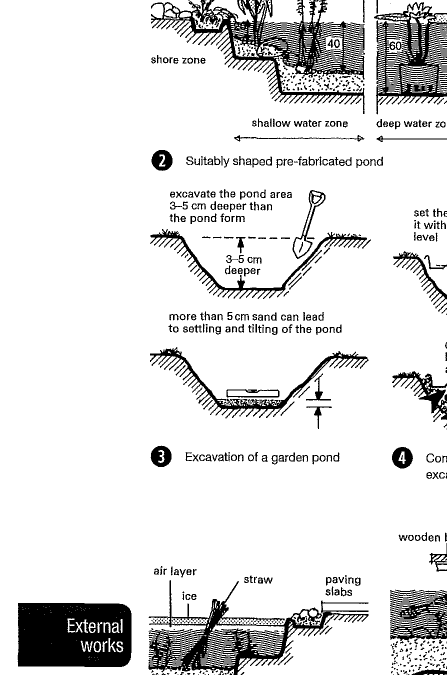 40
60
shore zone
shallow water zone
deep water zo
2 Suitably shaped pre-fabricated pond
excavate the pond area
3–5 cm deeper than
the pond form
3–5 cm
deeper
more than 5 cm sand can lead
to settling and tilting of the pond
3 Excavation of a garden pond
set the
it with
level
4 Con
exca
wooden b
air layer
ice
straw
paving
slabs
External
works